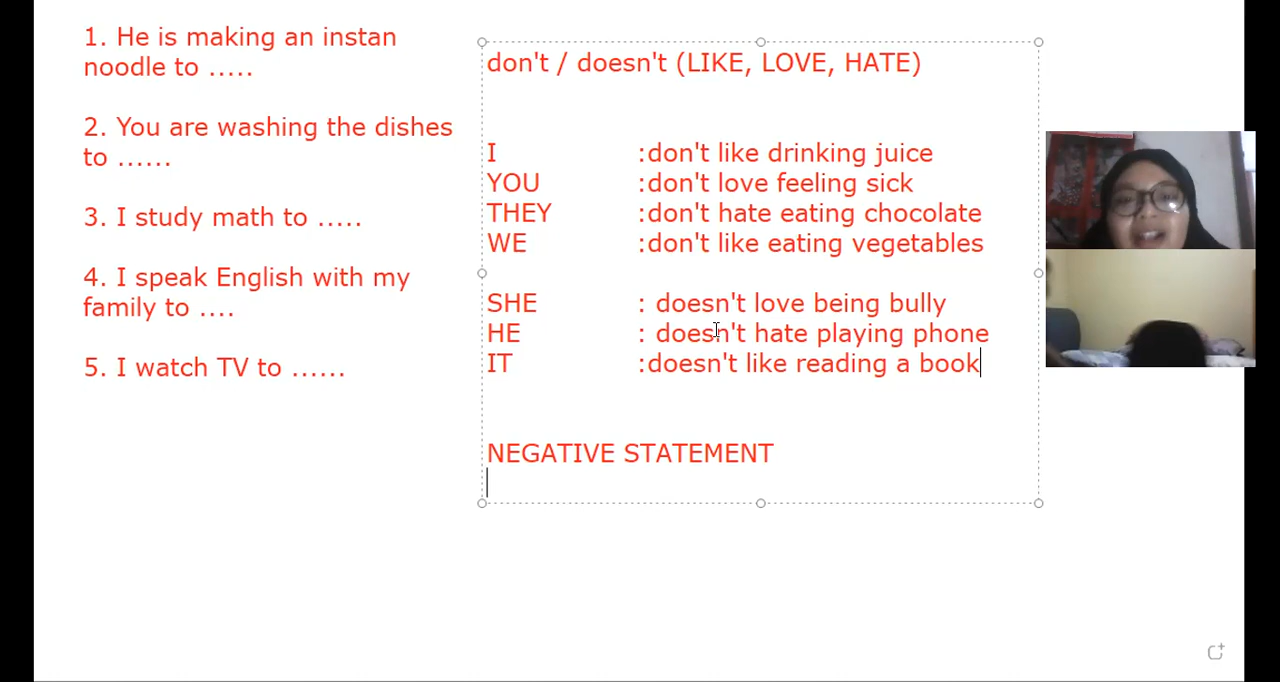 1. He is making an instan
noodle to .....
2. You are washing the dishes
to ......
3. I study math to .....
4. I speak English with my
family to ....
5. I watch TV to ......
don't / doesn't (LIKE, LOVE, HATE)
I :don't like drinking juice
YOU :don't love feeling sick
THEY :don't hate eating chocolate
WE :don't like eating vegetables
SHE : doesn't love being bully
HE : doesn't hate playing phone
IT :doesn't like reading a book
NEGATIVE STATEMENT